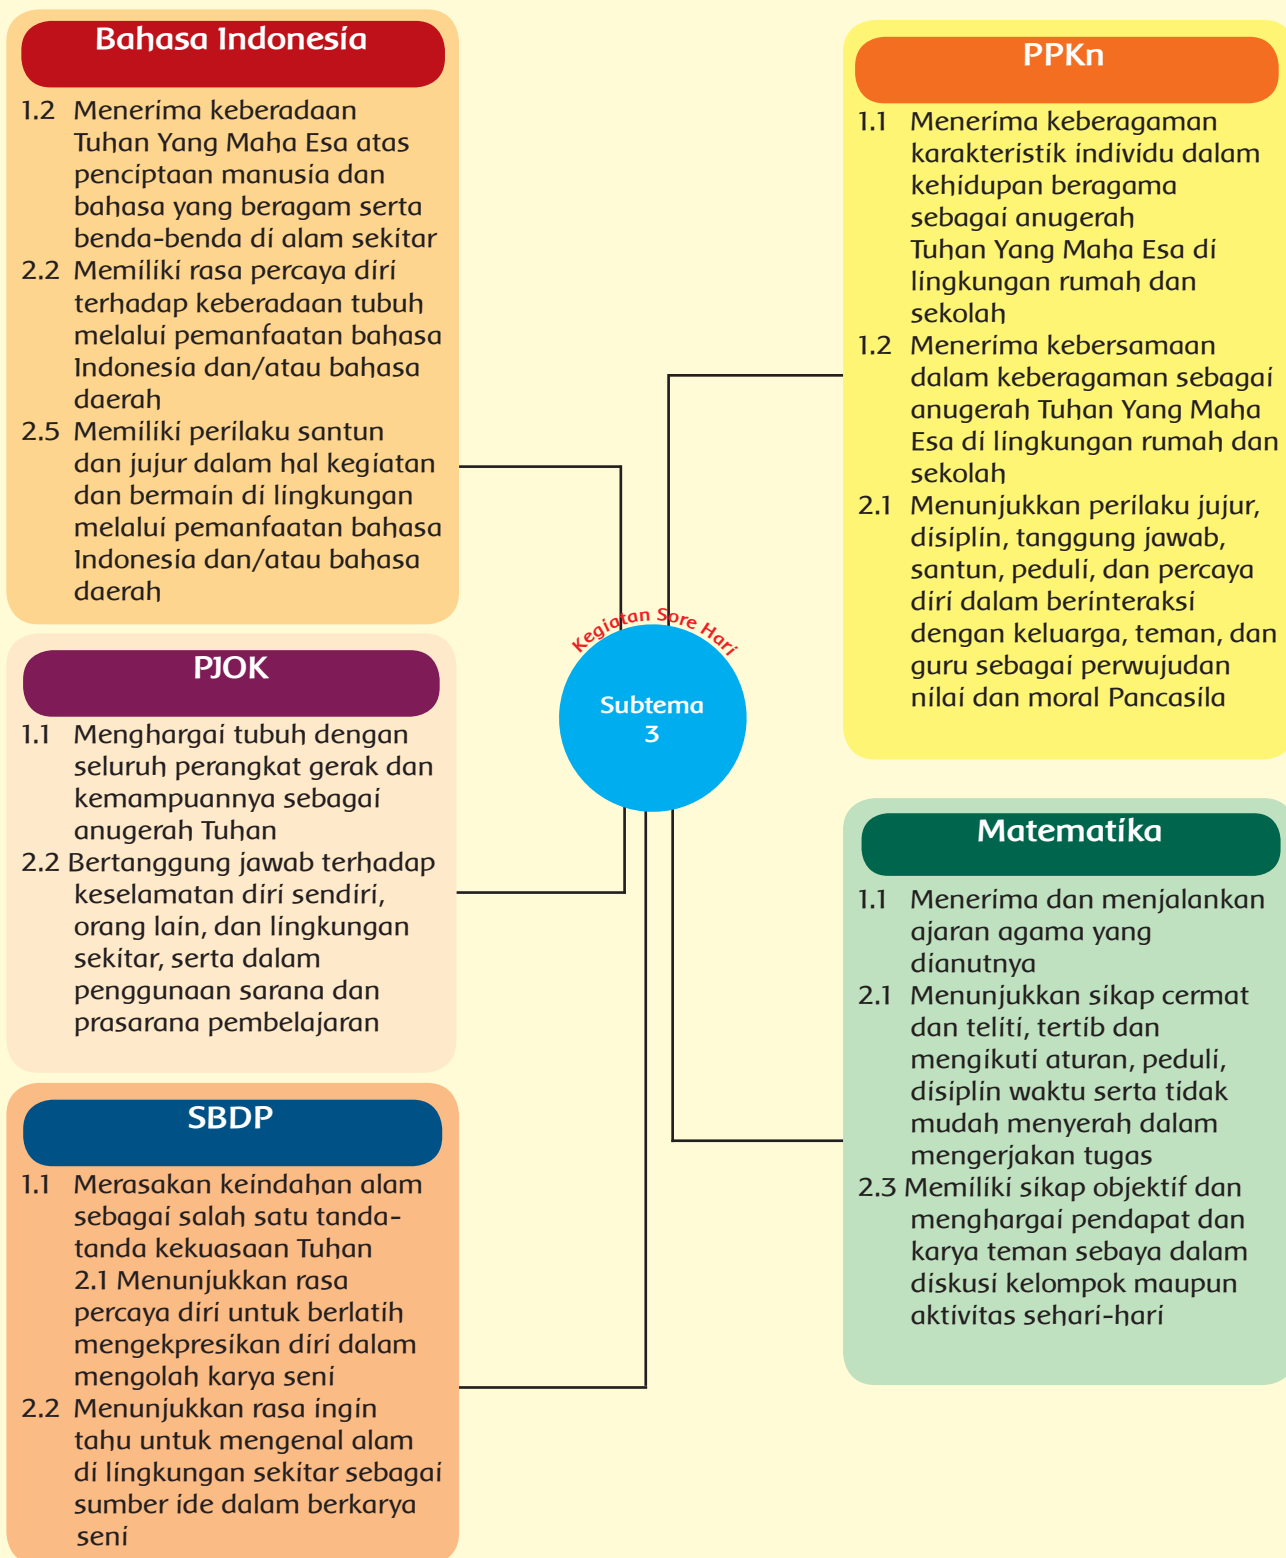 Bahasa Indonesia
1.2 Menerima keberadaan
Tuhan Yang Maha Esa atas
penciptaan manusia dan
bahasa yang beragam serta
benda-benda di alam sekitar
2.2 Memiliki rasa percaya diri
terhadap keberadaan tubuh
melalui pemanfaatan bahasa
Indonesia dan/atau bahasa
daerah
2.5 Memiliki perilaku santun
dan jujur dalam hal kegiatan
dan bermain di lingkungan
melalui pemanfaatan bahasa
Indonesia dan/atau bahasa
daerah
PJOK
1.1 Menghargai tubuh dengan
seluruh perangkat gerak dan
kemampuannya sebagai
anugerah Tuhan
2.2 Bertanggung jawab terhadap
keselamatan diri sendiri,
orang lain, dan lingkungan
sekitar, serta dalam
penggunaan sarana dan
prasarana pembelajaran
SBDP
1.1 Merasakan keindahan alam
sebagai salah satu tanda-
tanda kekuasaan Tuhan
2.1 Menunjukkan rasa
percaya diri untuk berlatih
mengekpresikan diri dalam
mengolah karya seni
2.2 Menunjukkan rasa ingin
tahu untuk mengenal alam
di lingkungan sekitar sebagai
sumber ide dalam berkarya
seni
Kegiatan Sore Hari
Subtema
3
PPKn
1.1 Menerima keberagaman
karakteristik individu dalam
kehidupan beragama
sebagai anugerah
Tuhan Yang Maha Esa di
lingkungan rumah dan
sekolah
1.2 Menerima kebersamaan
dalam keberagaman sebagai
anugerah Tuhan Yang Maha
Esa di lingkungan rumah dan
sekolah
2.1 Menunjukkan perilaku jujur,
disiplin, tanggung jawab,
santun, peduli, dan percaya
diri dalam berinteraksi
dengan keluarga, teman, dan
guru sebagai perwujudan
nilai dan moral Pancasila
Matematika
1.1 Menerima dan menjalankan
ajaran agama yang
dianutnya
2.1 Menunjukkan sikap cermat
dan teliti, tertib dan
mengikuti aturan, peduli,
disiplin waktu serta tidak
mudah menyerah dalam
mengerjakan tugas
2.3 Memiliki sikap objektif dan
menghargai pendapat dan
karya teman sebaya dalam
diskusi kelompok maupun
aktivitas sehari-hari